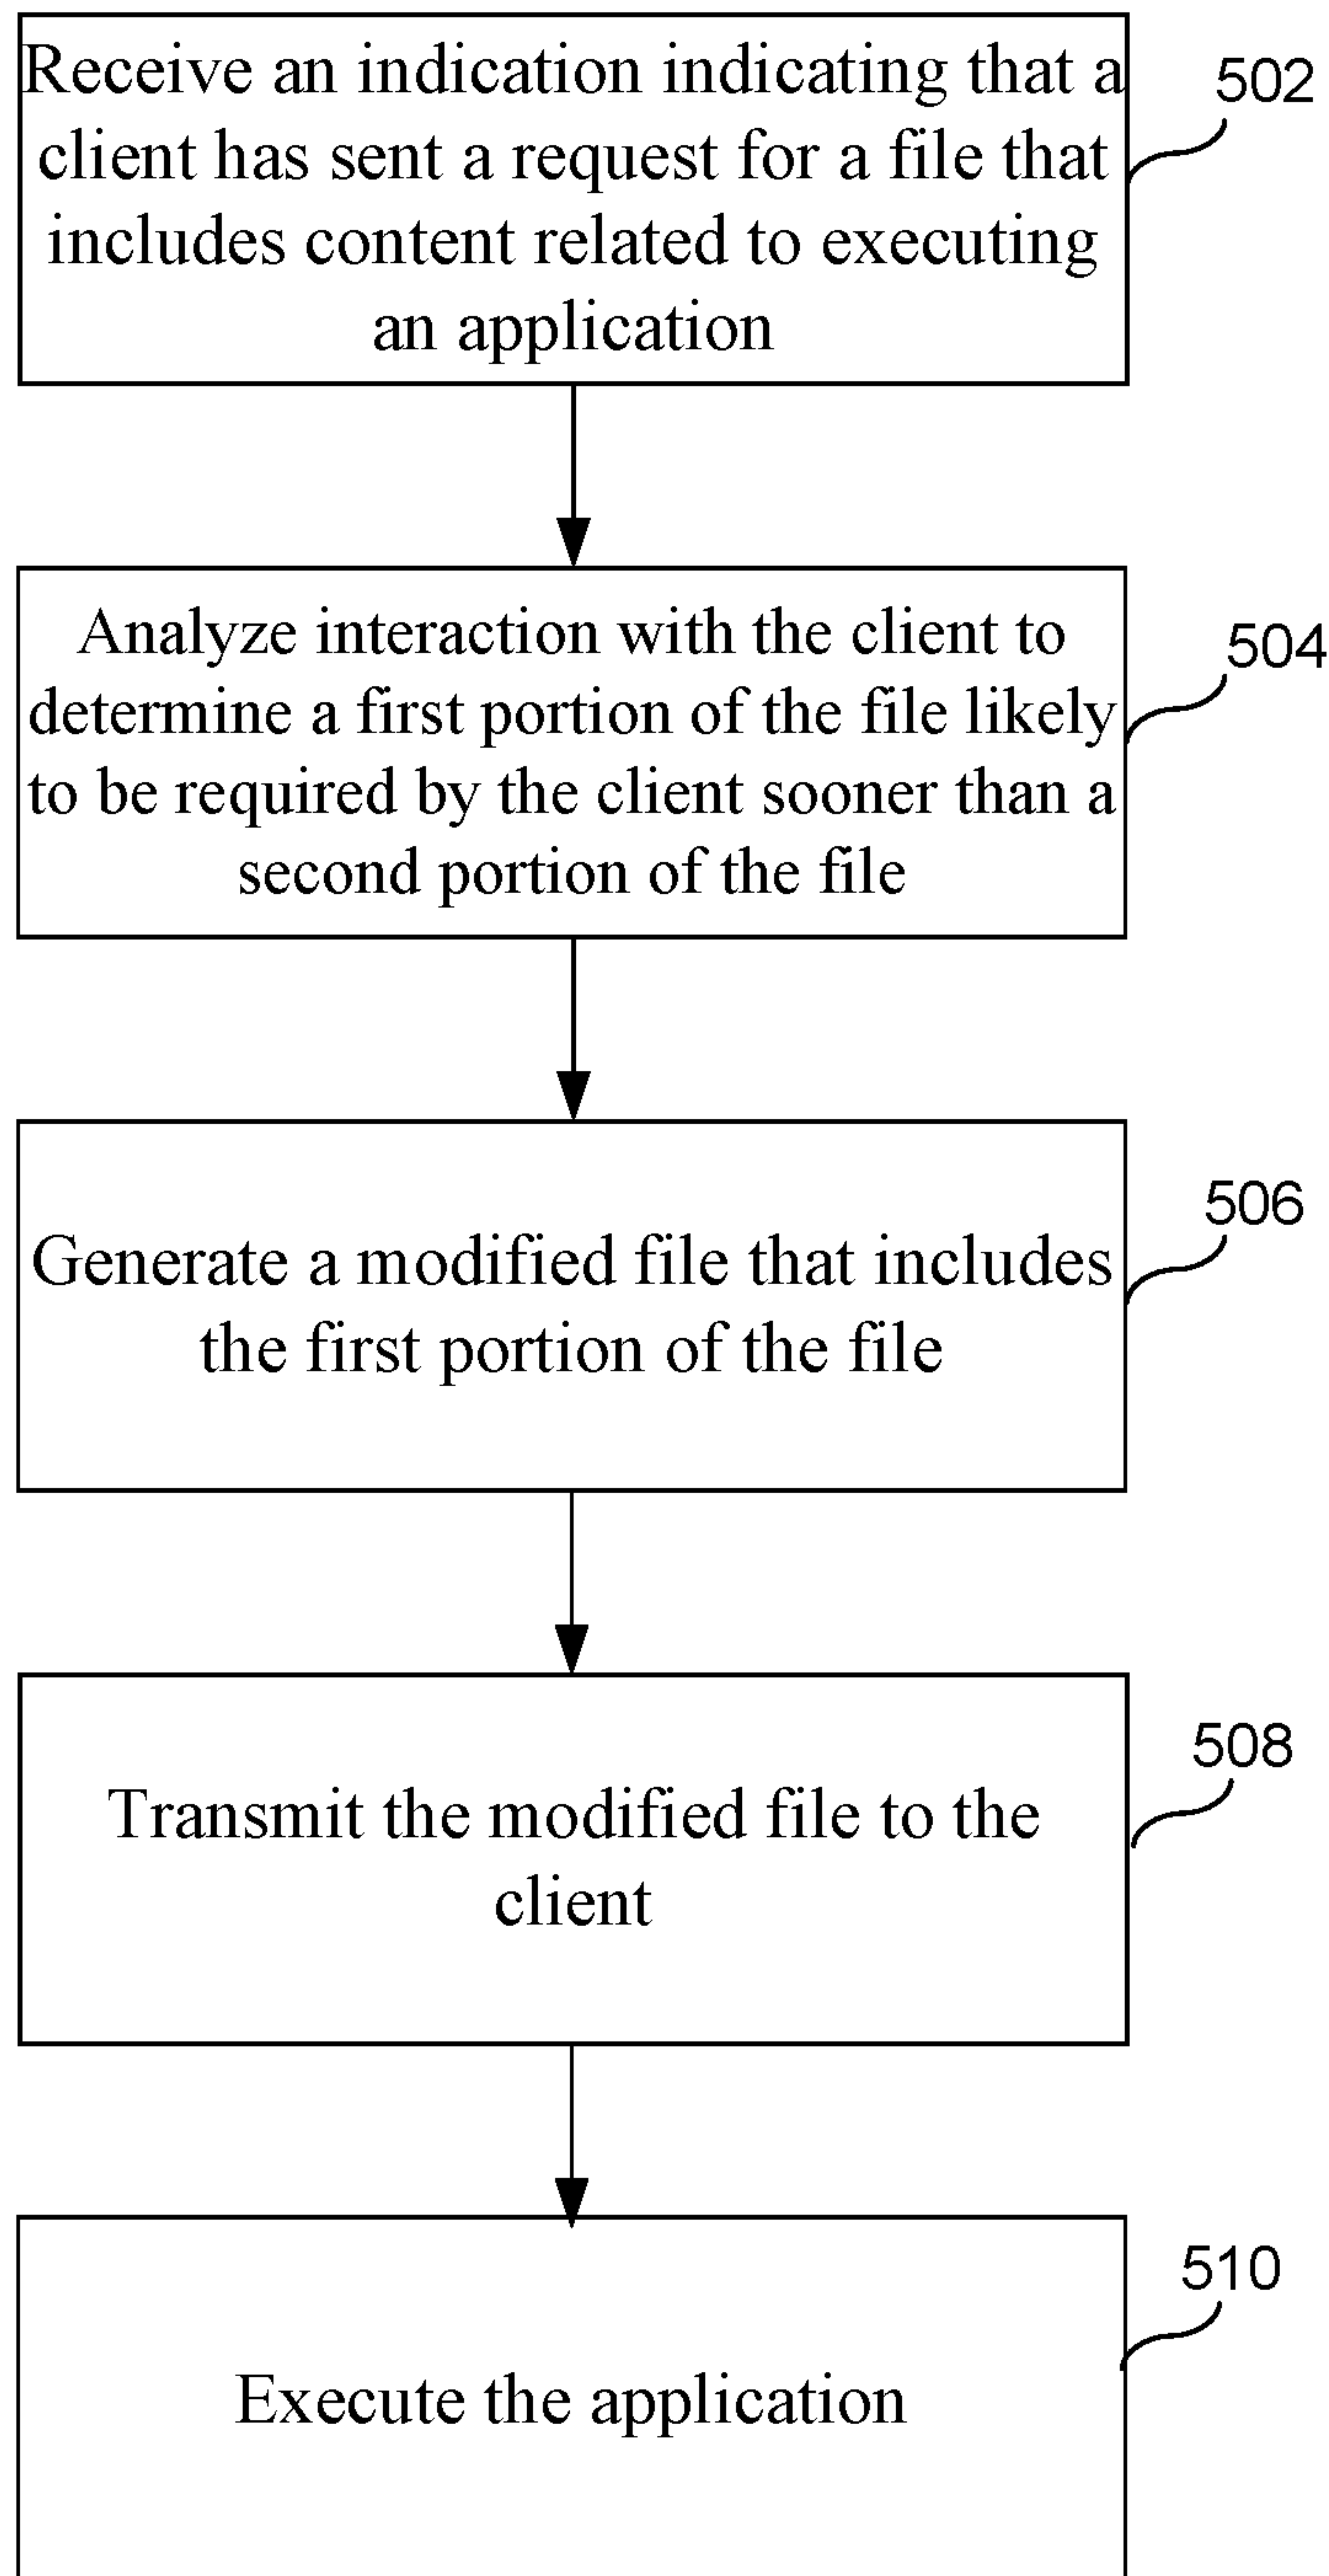 Receive an indication indicating that a
502
client has sent a request for a file that
includes content related to executing
an application
Analyze interaction with the client to
504
determine a first portion of the file likely
to be required by the client sooner than a
second portion of the file
506
Generate a modified file that includes
the first portion of the file
508
Transmit the modified file to the
client
510
Execute the application